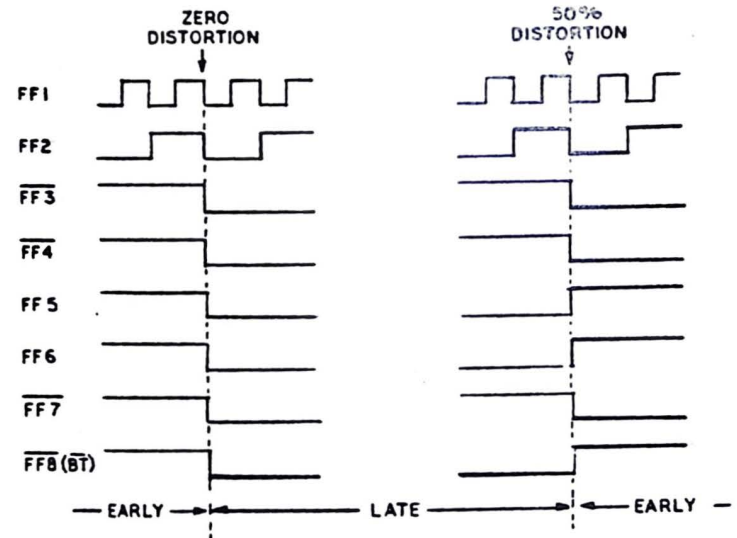 ZERO
DISTORTION
50%
DISTORTION
FF1
FF2
FF3
FF4
FF5
FF6
FF7
FF8(BT)
EARLY
LATE
EARLY